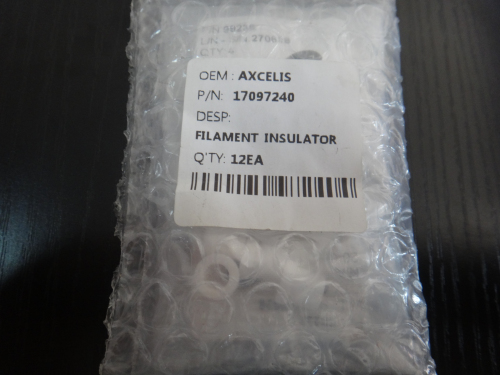 OEM : AXCELIS
P/N: 17097240
DESP:
FILAMENT INSULATOR
Q'TY: 12EA